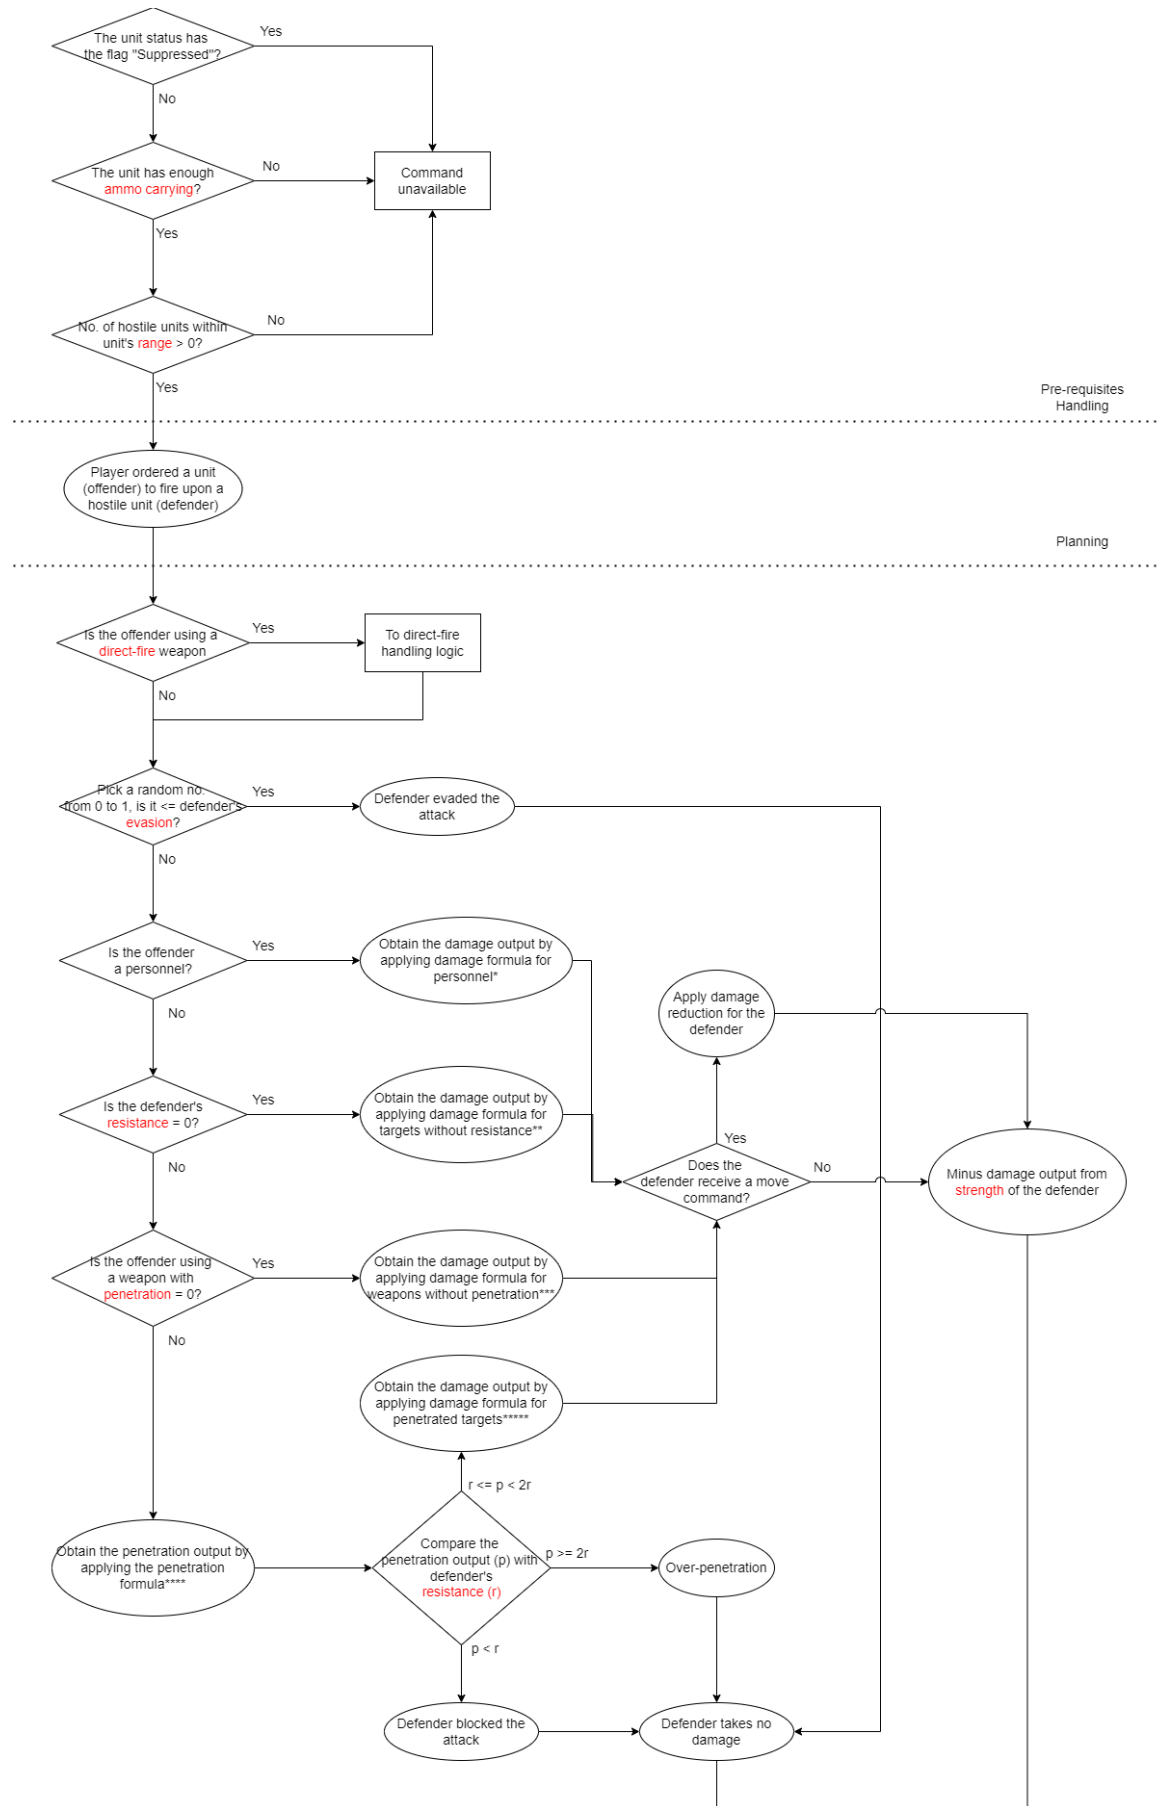 The unit status has
the flag "Suppressed"?
Yes
No
The unit has enough
ammo carrying?
No
Command
unavailable
Yes
No. of hostile units within
unit's range > 0?
No
Yes
Pre-requisites
Handling
Player ordered a unit
(offender) to fire upon a
hostile unit (defender)
Planning
Is the offender using a
direct-fire weapon
Yes
To direct-fire
handling logic
No
Pick a random no.
from 0 to 1, is it <= defender's
evasion?
Yes
Defender evaded the
attack
No
Is the offender
a personnel?
Yes
Obtain the damage output by
applying damage formula for
personnel*
No
Apply damage
reduction for the
defender
Is the defender's
resistance = 0?
Yes
Obtain the damage output by
applying damage formula for
targets without resistance**
No
Yes
Does the
defender receive a move
command?
No
Minus damage output from
strength of the defender
Is the offender using
a weapon with
penetration = 0?
Yes
Obtain the damage output by
applying damage formula for
weapons without penetration***
No
Obtain the damage output by
applying damage formula for
penetrated targets*****
r <= p < 2r
Obtain the penetration output by
applying the penetration
formula****
Compare the
penetration output (p) with
defender's
resistance (r)
p >= 2r
Over-penetration
p < r
Defender blocked the
attack
Defender takes no
damage